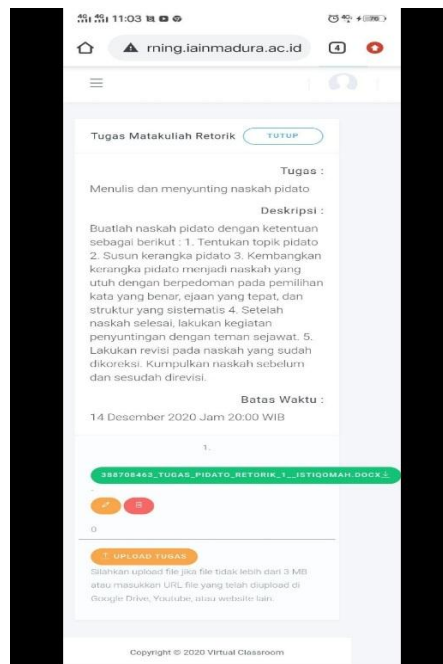 11:03
rning.iainmadura.ac.id
4
Tugas Matakuliah Retorik TUTUP
Tugas :
Menulis dan menyunting naskah pidato
Deskripsi :
Buatlah naskah pidato dengan ketentuan
sebagai berikut : 1. Tentukan topik pidato
2. Susun kerangka pidato 3. Kembangkan
kerangka pidato menjadi naskah yang
utuh dengan berpedoman pada pemilihan
kata yang benar, ejaan yang tepat, dan
struktur yang sistematis 4. Setelah
naskah selesai, lakukan kegiatan
penyuntingan dengan teman sejawat. 5.
Lakukan revisi pada naskah yang sudah
dikoreksi. Kumpulkan naskah sebelum
dan sesudah direvisi.
Batas Waktu :
14 Desember 2020 Jam 20:00 WIB
1.
388708463_TUGAS_PIDATO_RETORIK_1__ISTIQOMAH.DOCX
0
UPLOAD TUGAS
Silahkan upload file jika file tidak lebih dari 3 MB
atau masukkan URL file yang telah diupload di
Google Drive, Youtube, atau website lain.
Copyright © 2020 Virtual Classroom